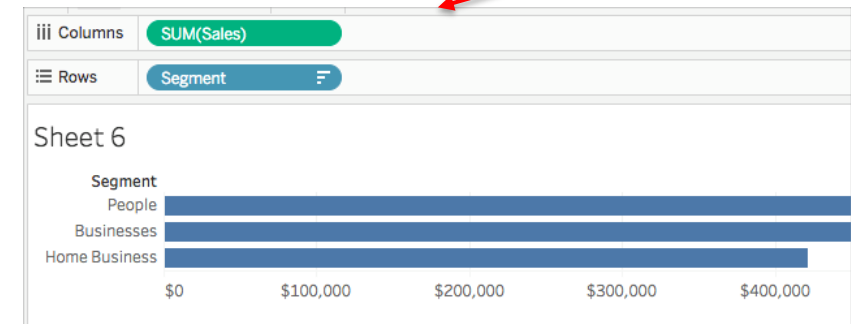 iii Columns SUM(Sales)
Rows Segment
Sheet 6
Segment
People
Businesses
Home Business
$0 $100,000 $200,000 $300,000 $400,000